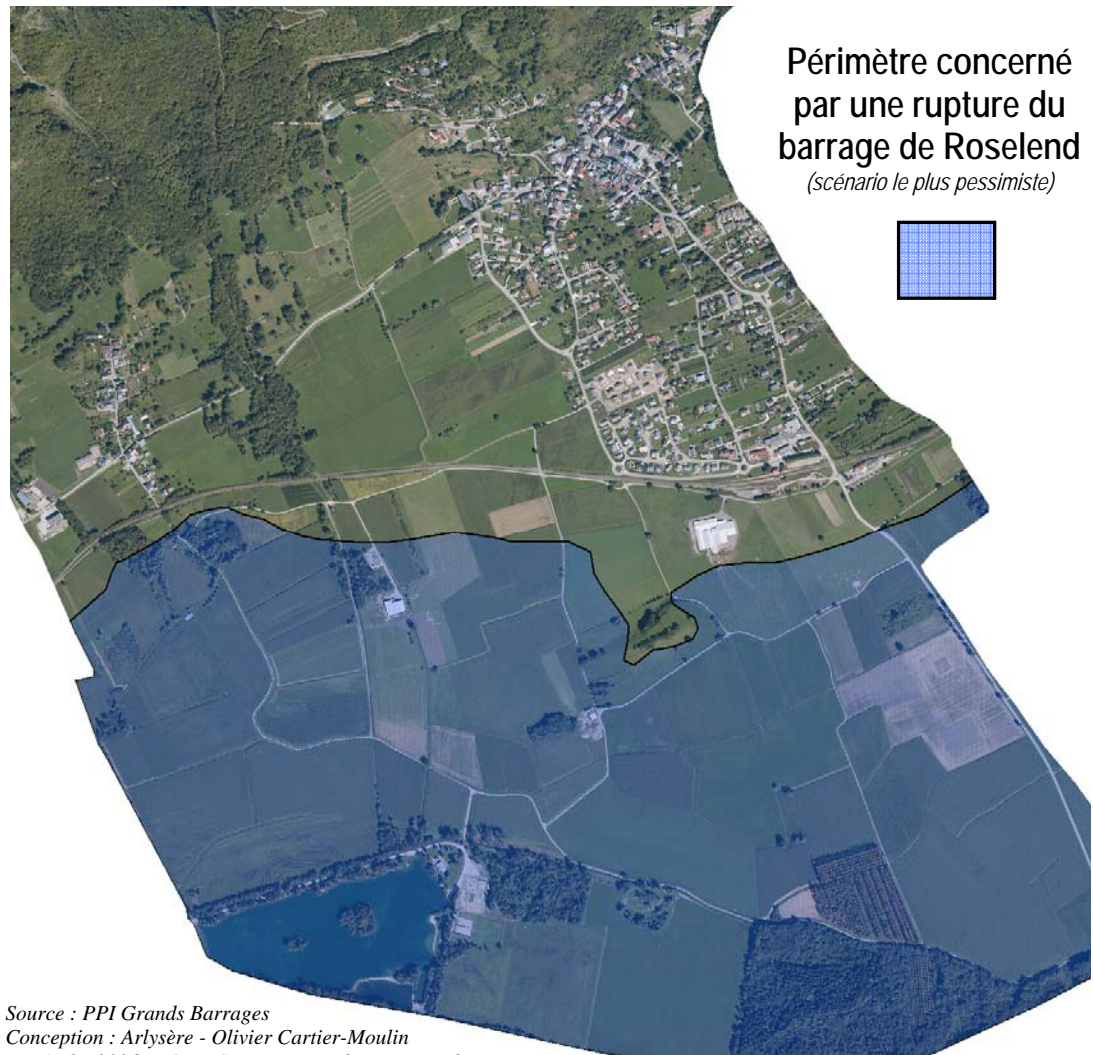 Périmètre concerné
par une rupture du
barrage de Roselend
(scénario le plus pessimiste)
Source : PPI Grands Barrages
Conception : Arlysère - Olivier Cartier-Moulin